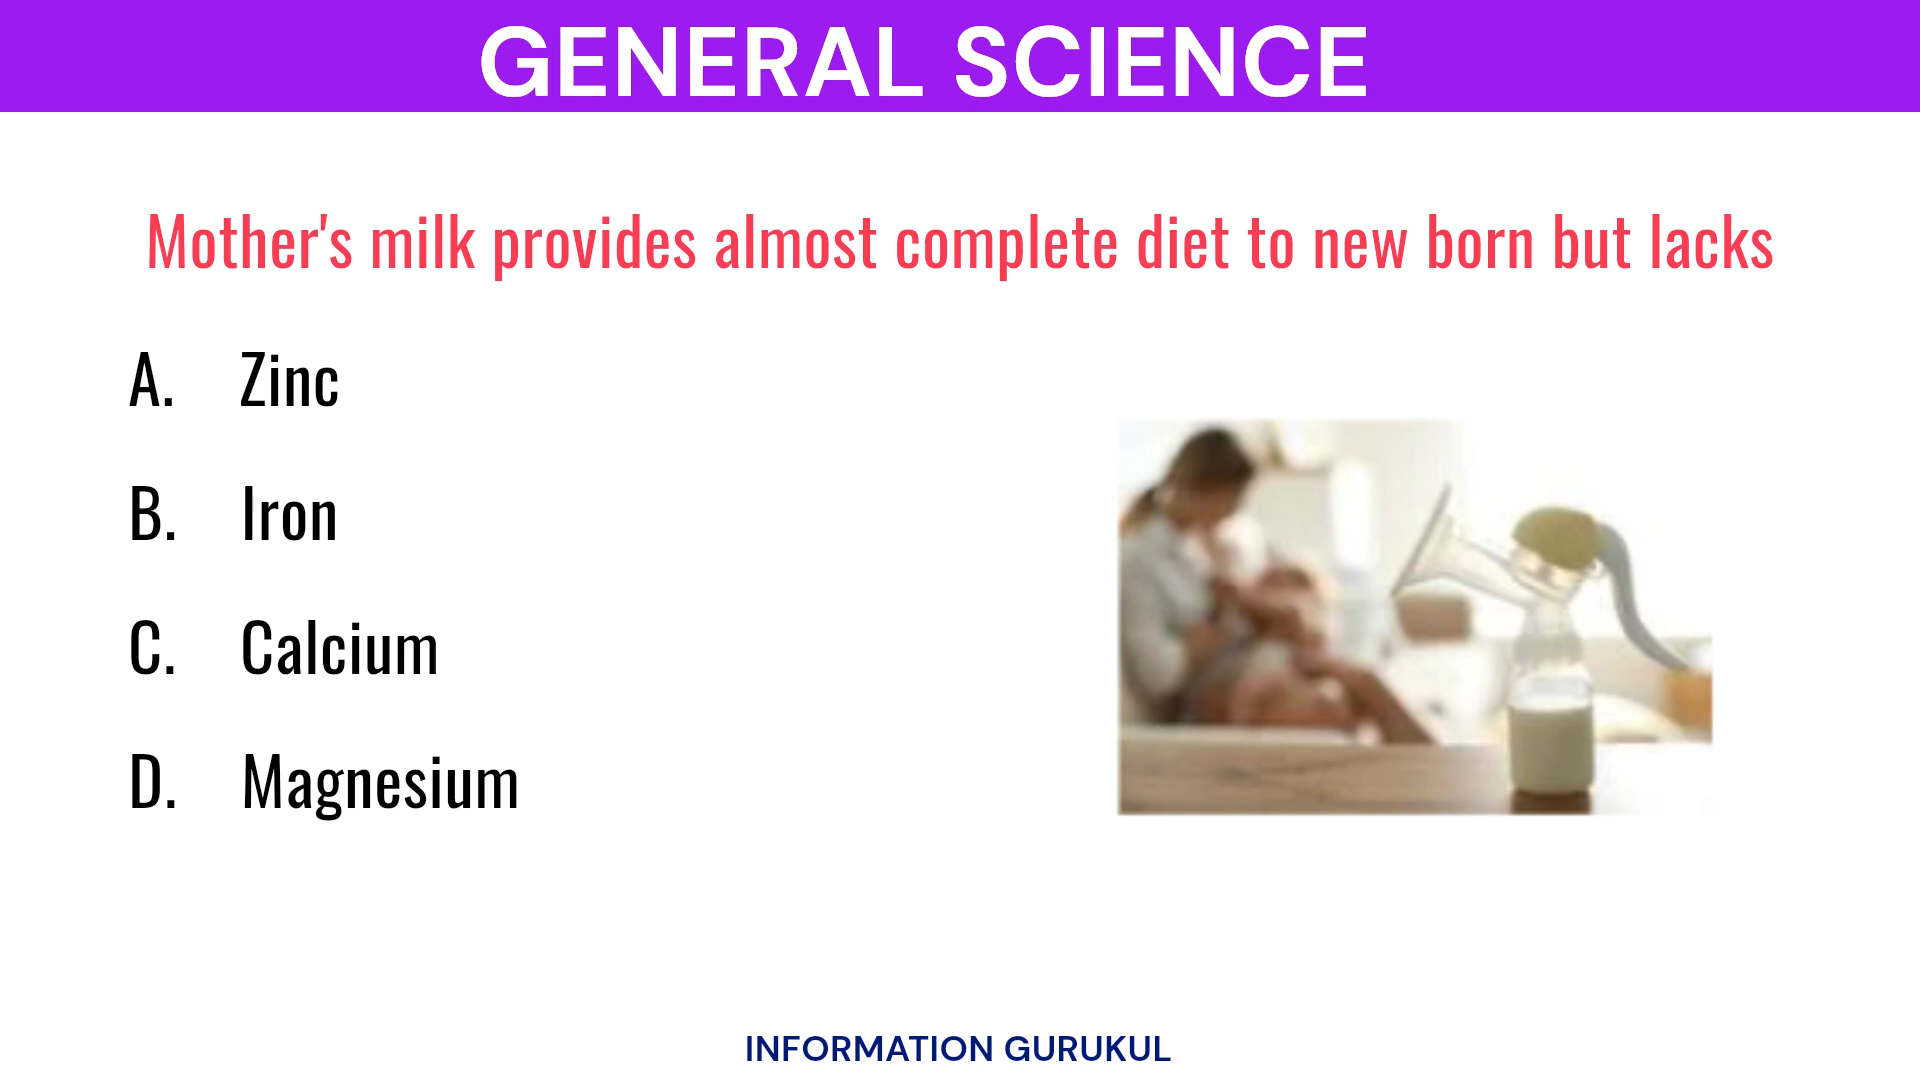 GENERAL SCIENCE
Mother's milk provides almost complete diet to new born but lacks
A. Zinc
B. Iron
C. Calcium
D. Magnesium
INFORMATION GURUKUL